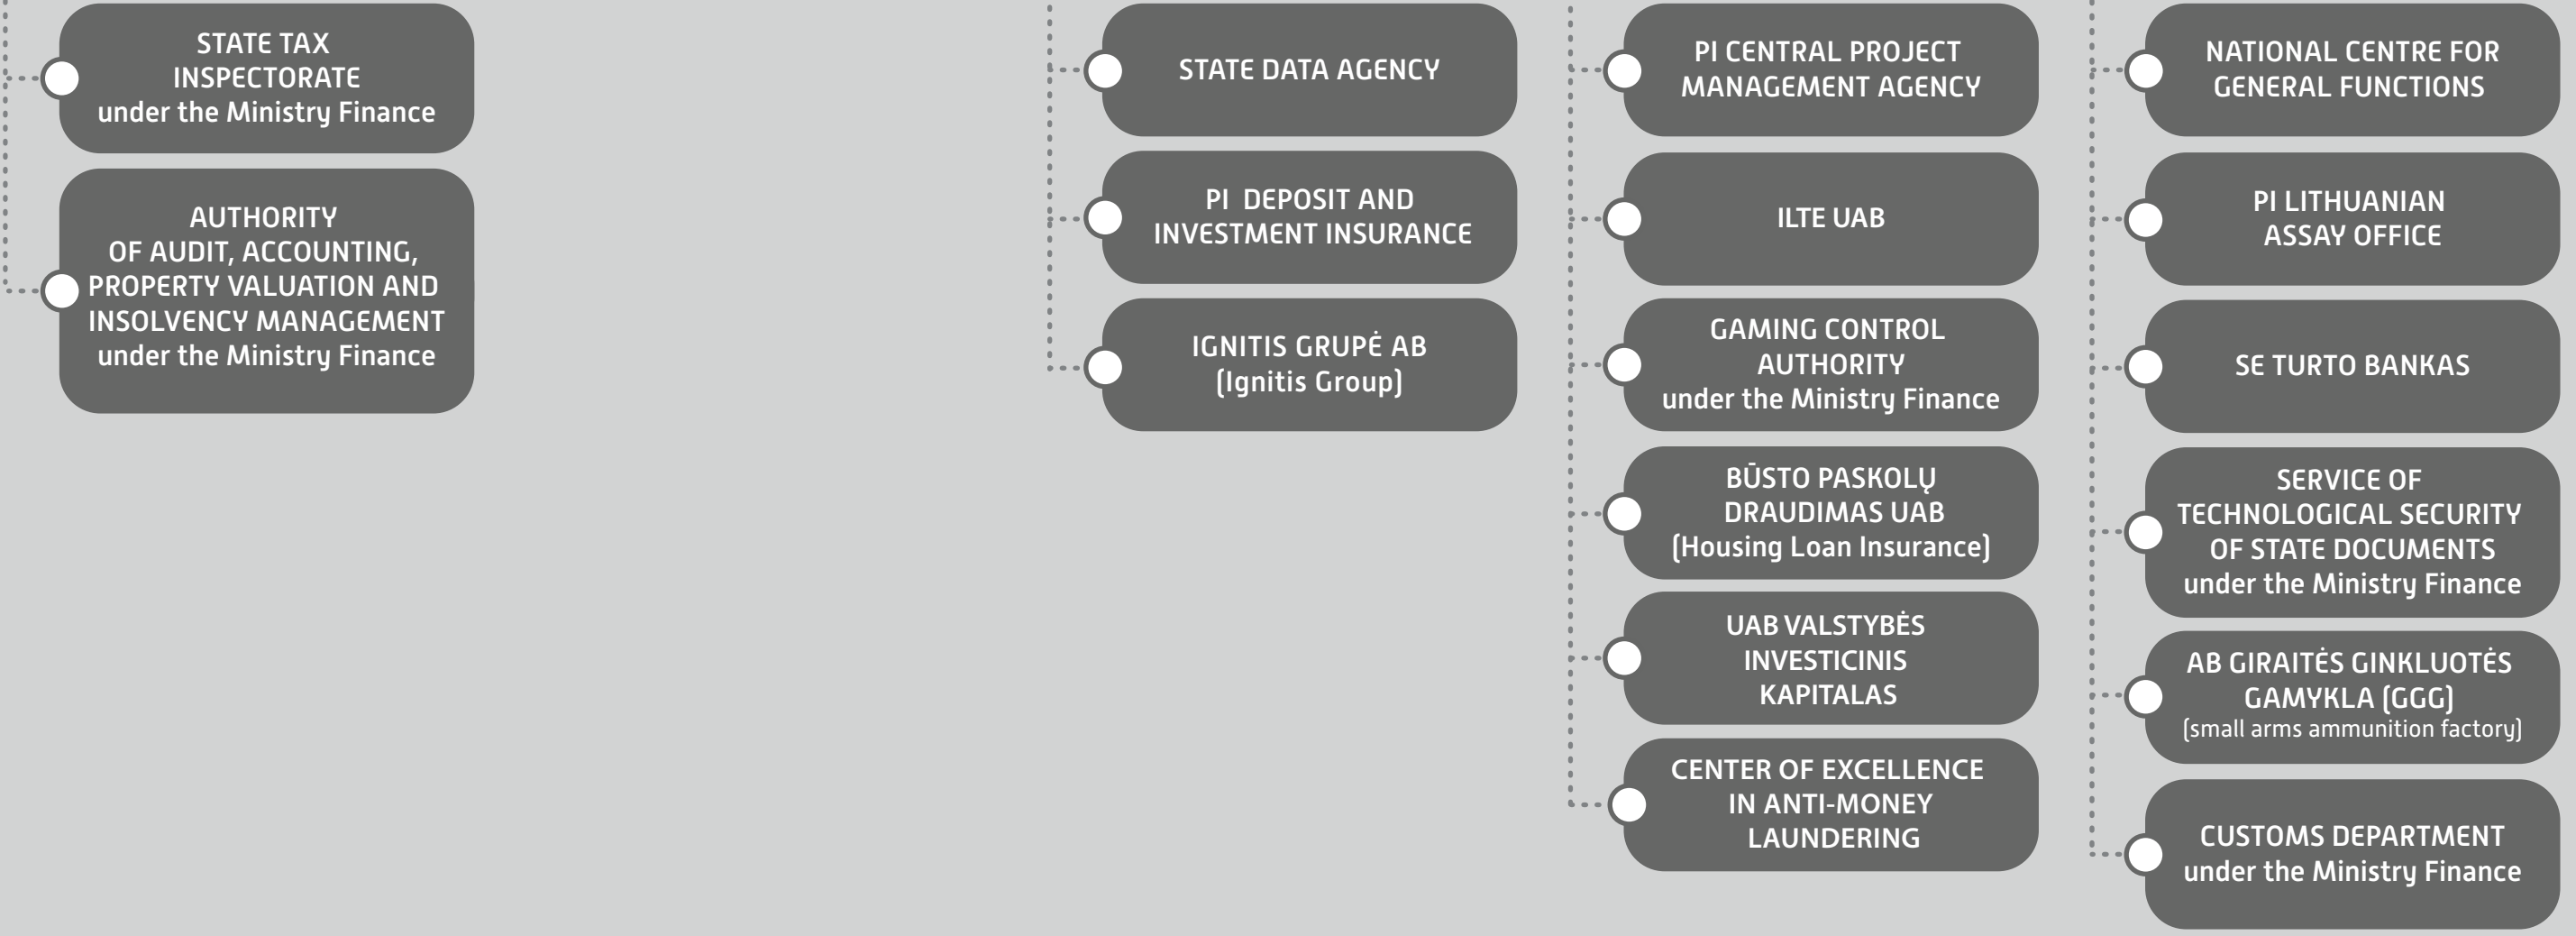 STATE TAX
INSPECTORATE
under the Ministry Finance
AUTHORITY
OF AUDIT, ACCOUNTING,
PROPERTY VALUATION AND
INSOLVENCY MANAGEMENT
under the Ministry Finance
STATE DATA AGENCY
PI DEPOSIT AND
INVESTMENT INSURANCE
IGNITIS GRUPĖ AB
(Ignitis Group)
PI CENTRAL PROJECT
MANAGEMENT AGENCY
ILTE UAB
GAMING CONTROL
AUTHORITY
under the Ministry Finance
BŪSTO PASKOLŲ
DRAUDIMAS UAB
(Housing Loan Insurance)
UAB VALSTYBĖS
INVESTICINIS
KAPITALAS
CENTER OF EXCELLENCE
IN ANTI-MONEY
LAUNDERING
NATIONAL CENTRE FOR
GENERAL FUNCTIONS
PI LITHUANIAN
ASSAY OFFICE
SE TURTO BANKAS
SERVICE OF
TECHNOLOGICAL SECURITY
OF STATE DOCUMENTS
under the Ministry Finance
AB GIRAITĖS GINKLUOTĖS
GAMYKLA (GGG)
(small arms ammunition factory)
CUSTOMS DEPARTMENT
under the Ministry Finance